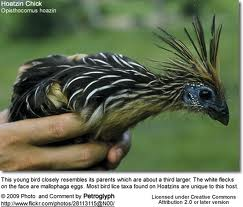 Hoatzin Chick
Opisthocomus hoazin
This young bird closely resembles its parents which are about a third larger. The white flecks
on the face are mallophaga eggs. Most bird lice taxa found on Hoatzins are unique to this host.
© 2009 Photo and Comment by Petroglyph
www.flickr.com/photos/28113115@N00/
Licensed under Creative Commons
Attribution 2.0 or later version